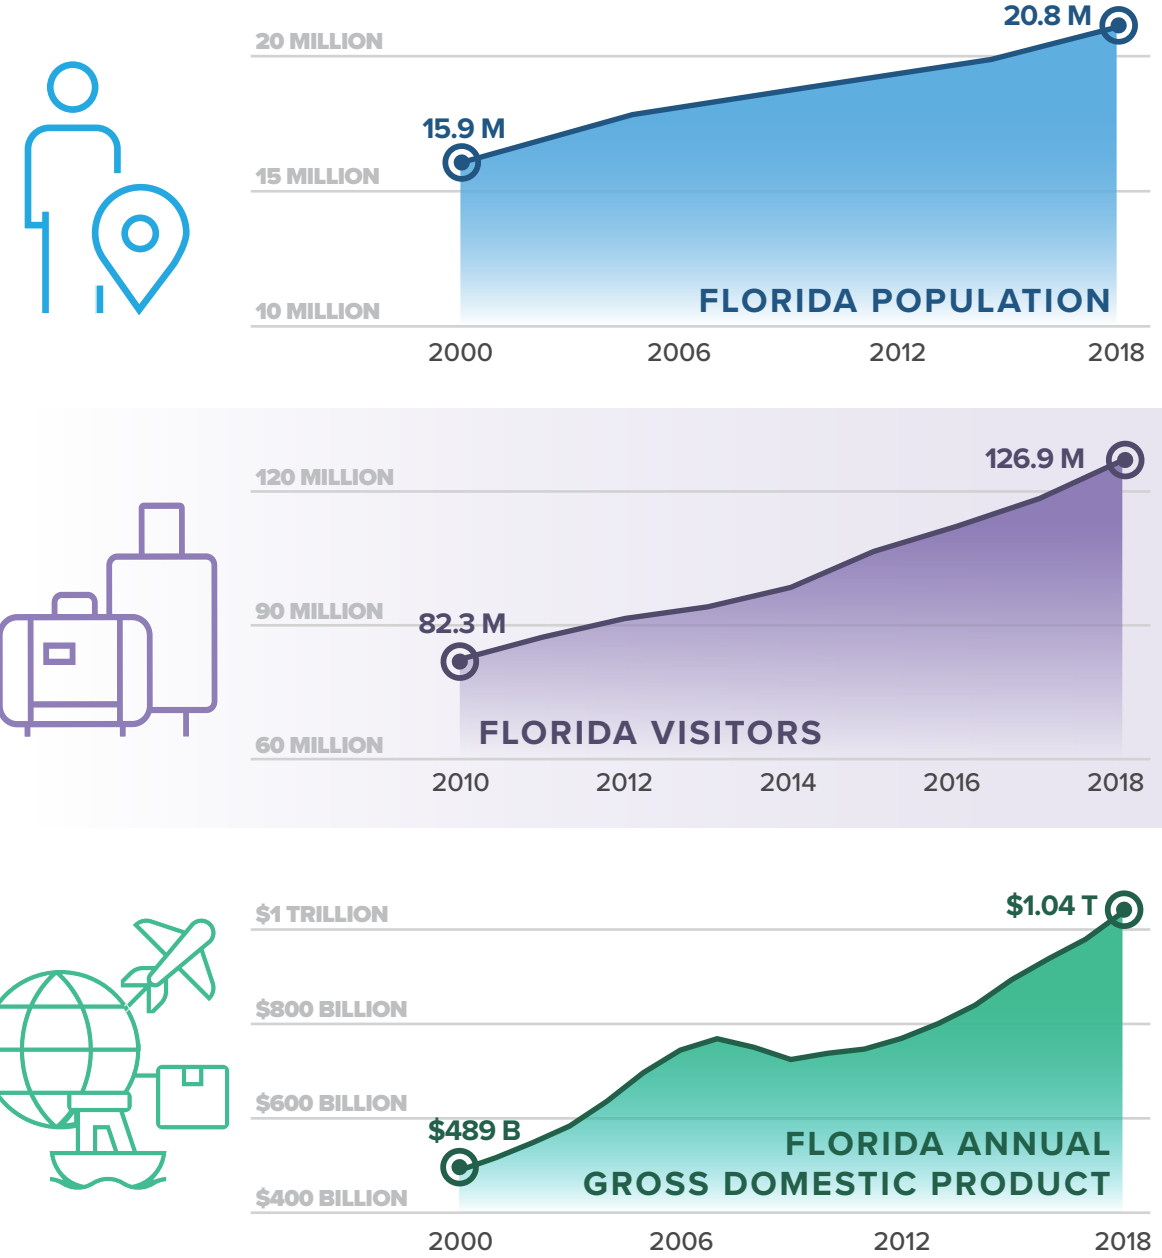 20.8 M
20 MILLION
15.9 M
15 MILLION
FLORIDA POPULATION
10 MILLION
2000 2006 2012 2018
126.9 M
120 MILLION
90 MILLION
82.3 M
FLORIDA VISITORS
60 MILLION
2010 2012 2014 2016 2018
$1.04 T
$1 TRILLION
$800 BILLION
$600 BILLION
$489 B
FLORIDA ANNUAL
GROSS DOMESTIC PRODUCT
$400 BILLION
2000 2006 2012 2018